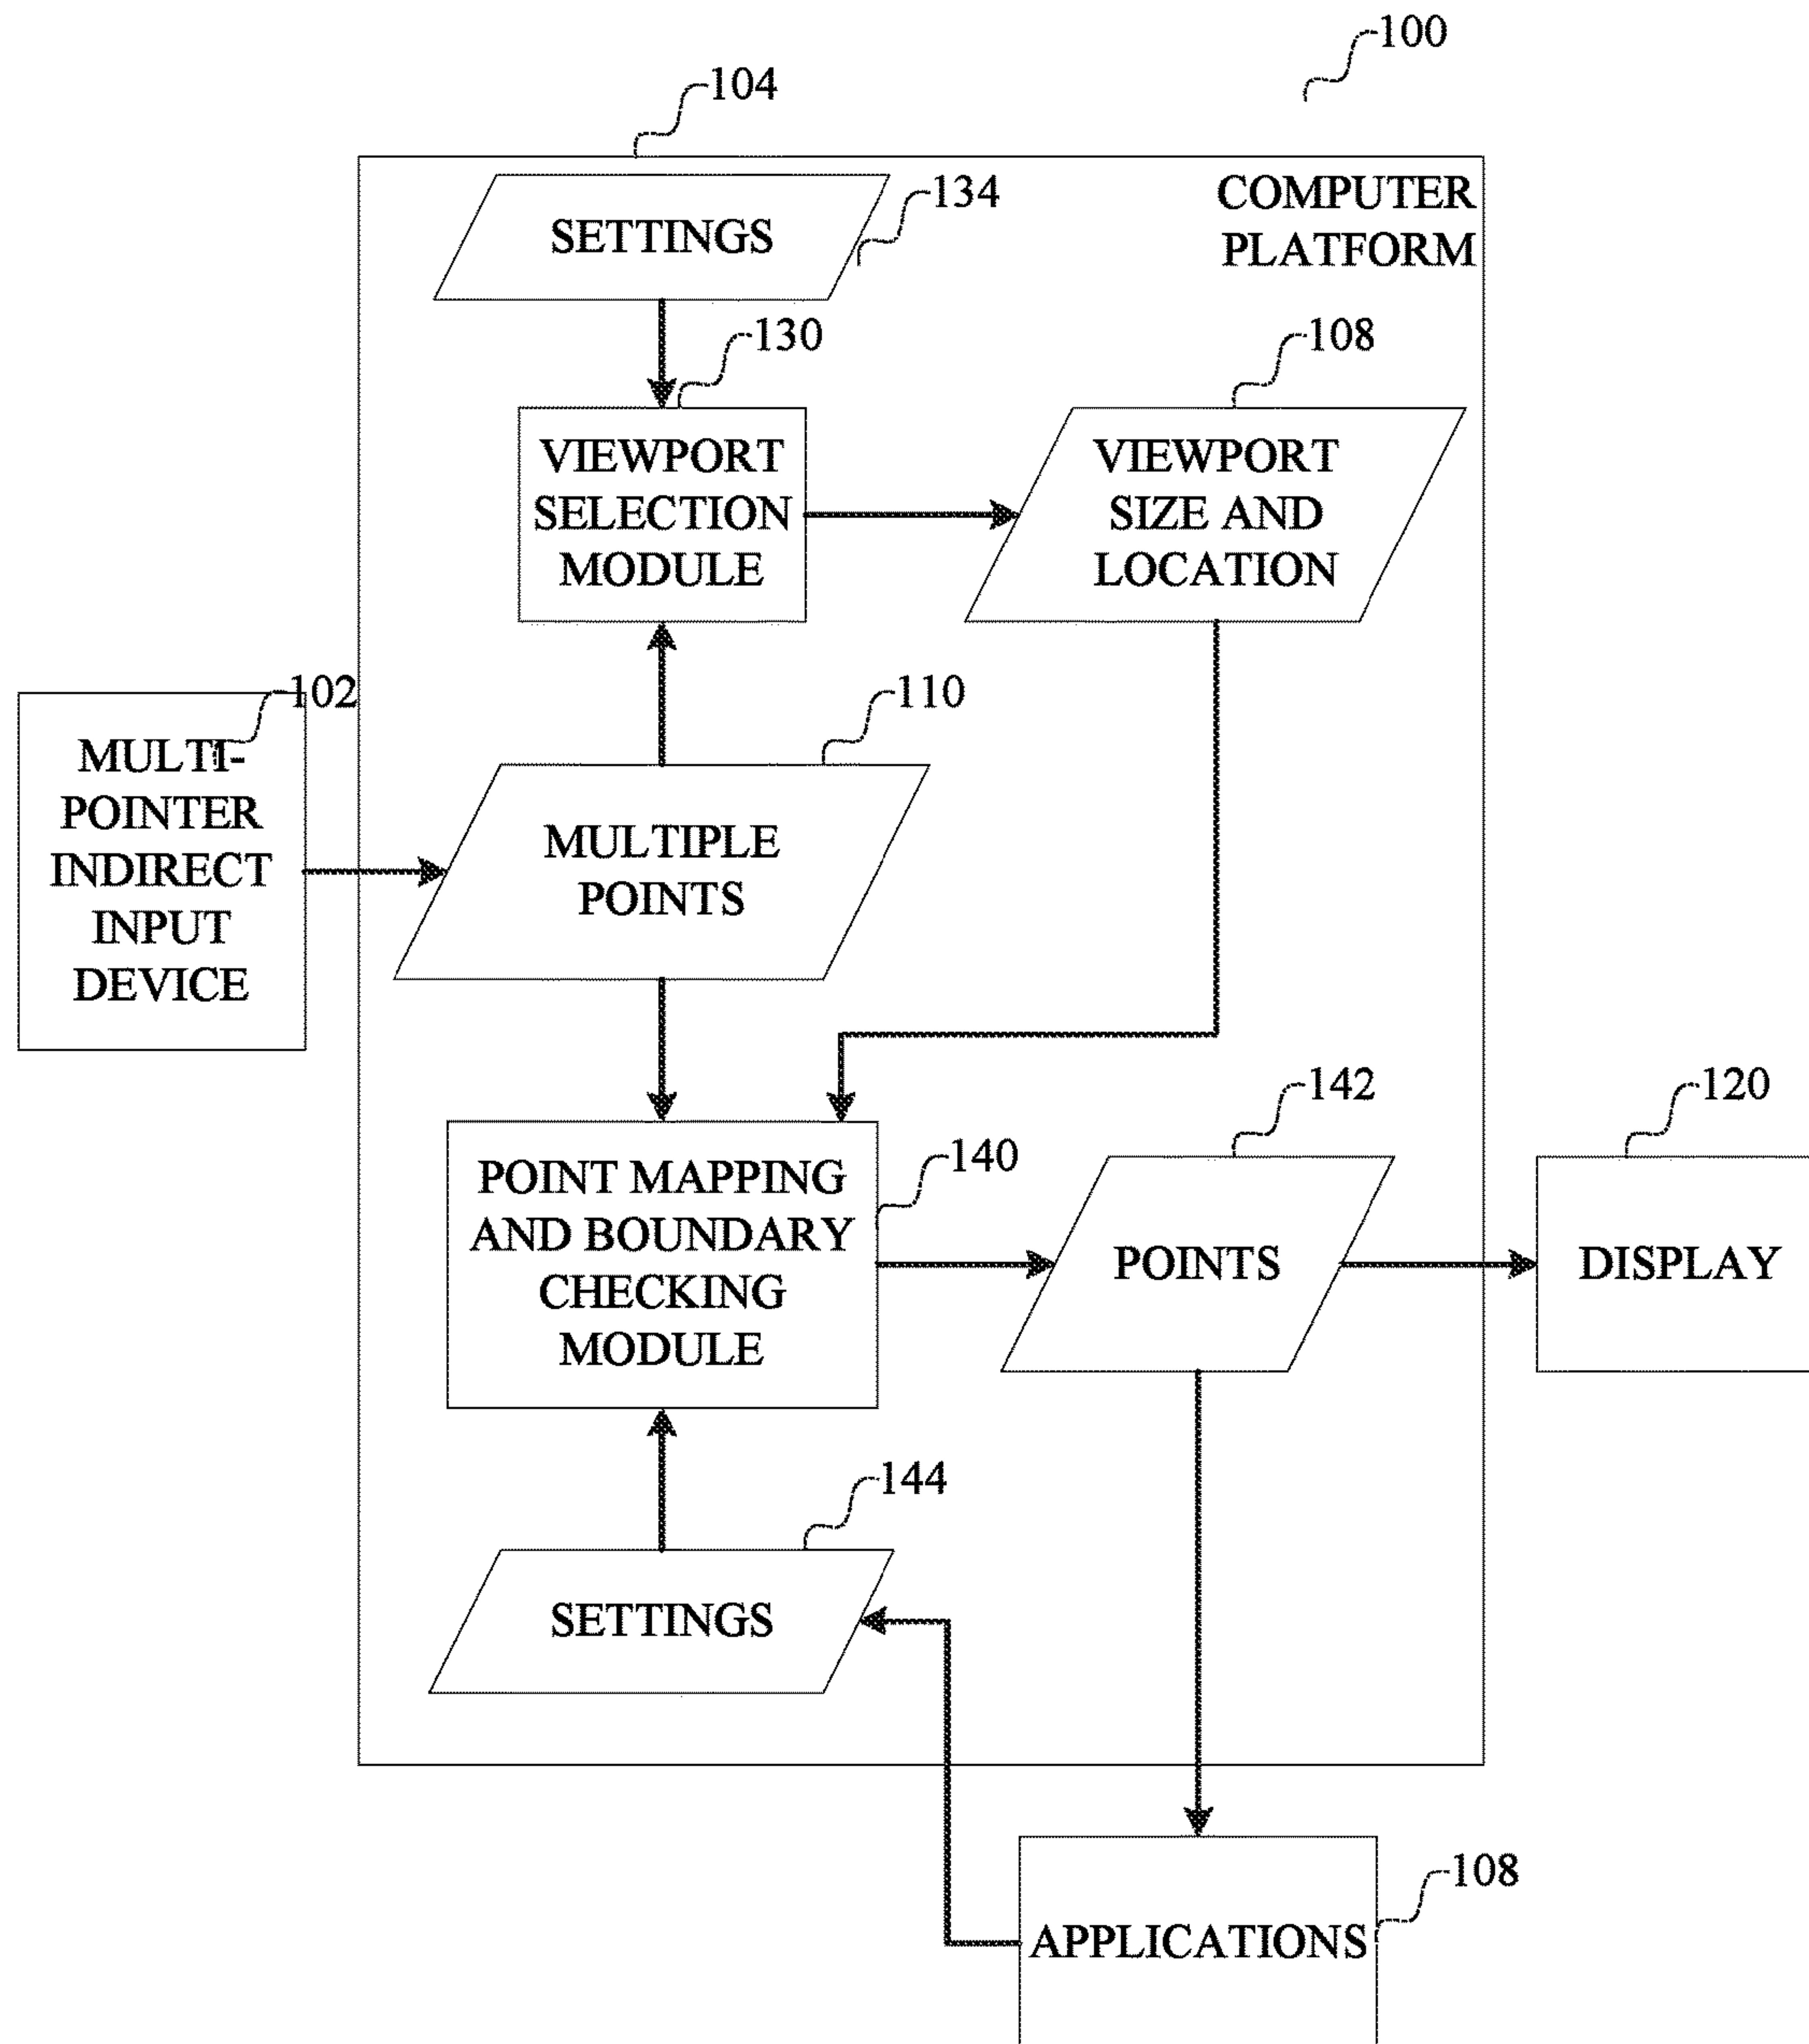 100
104
COMPUTER
PLATFORM
134
SETTINGS
130
108
VIEWPORT
SELECTION
MODULE
VIEWPORT
SIZE AND
LOCATION
102
110
MULTI-
POINTER
INDIRECT
INPUT
DEVICE
MULTIPLE
POINTS
142
120
140
POINT MAPPING
AND BOUNDARY
CHECKING
MODULE
POINTS
DISPLAY
144
SETTINGS
108
APPLICATIONS